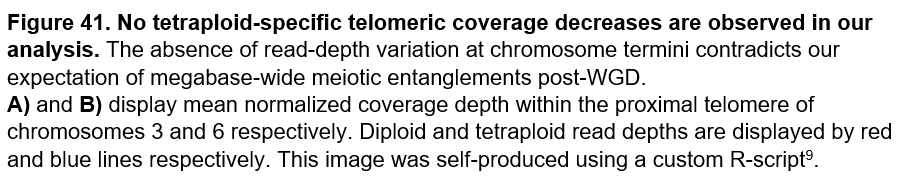 Figure 41. No tetraploid-specific telomeric coverage decreases are observed in our
analysis. The absence of read-depth variation at chromosome termini contradicts our
expectation of megabase-wide meiotic entanglements post-WGD.
A) and B) display mean normalized coverage depth within the proximal telomere of
chromosomes 3 and 6 respectively. Diploid and tetraploid read depths are displayed by red
and blue lines respectively. This image was self-produced using a custom R-script⁹.